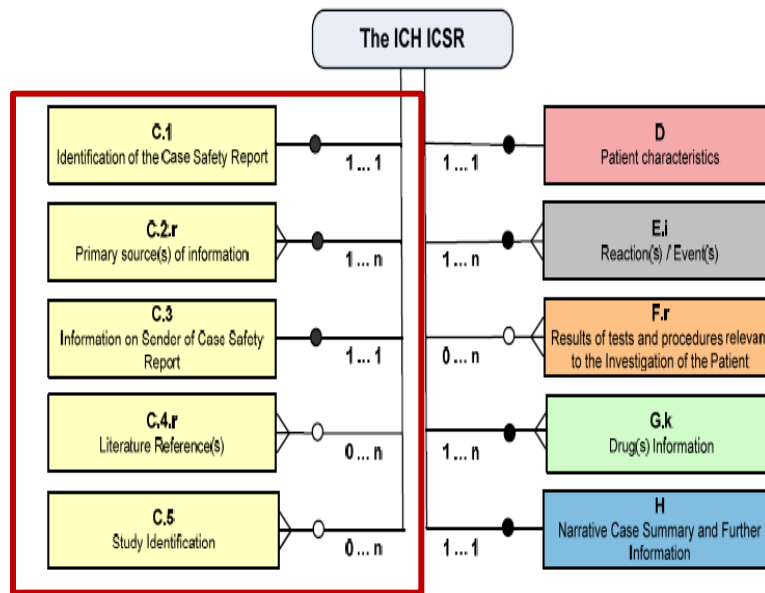 The ICH ICSR
C.1
Identification of the Case Safety Report
1 ... 1
C.2.r
Primary source(s) of information
1 ... n
C.3
Information on Sender of Case Safety
Report
1 ... 1
C.4.r
Literature Reference(s)
0 ... n
C.5
Study Identification
0 ... n
D
Patient characteristics
1 ... 1
E.i
Reaction(s) / Event(s)
1 ... n
F.r
Results of tests and procedures relevant
to the Investigation of the Patient
0 ... n
G.k
Drug(s) Information
1 ... n
H
Narrative Case Summary and Further
Information
1 ... 1